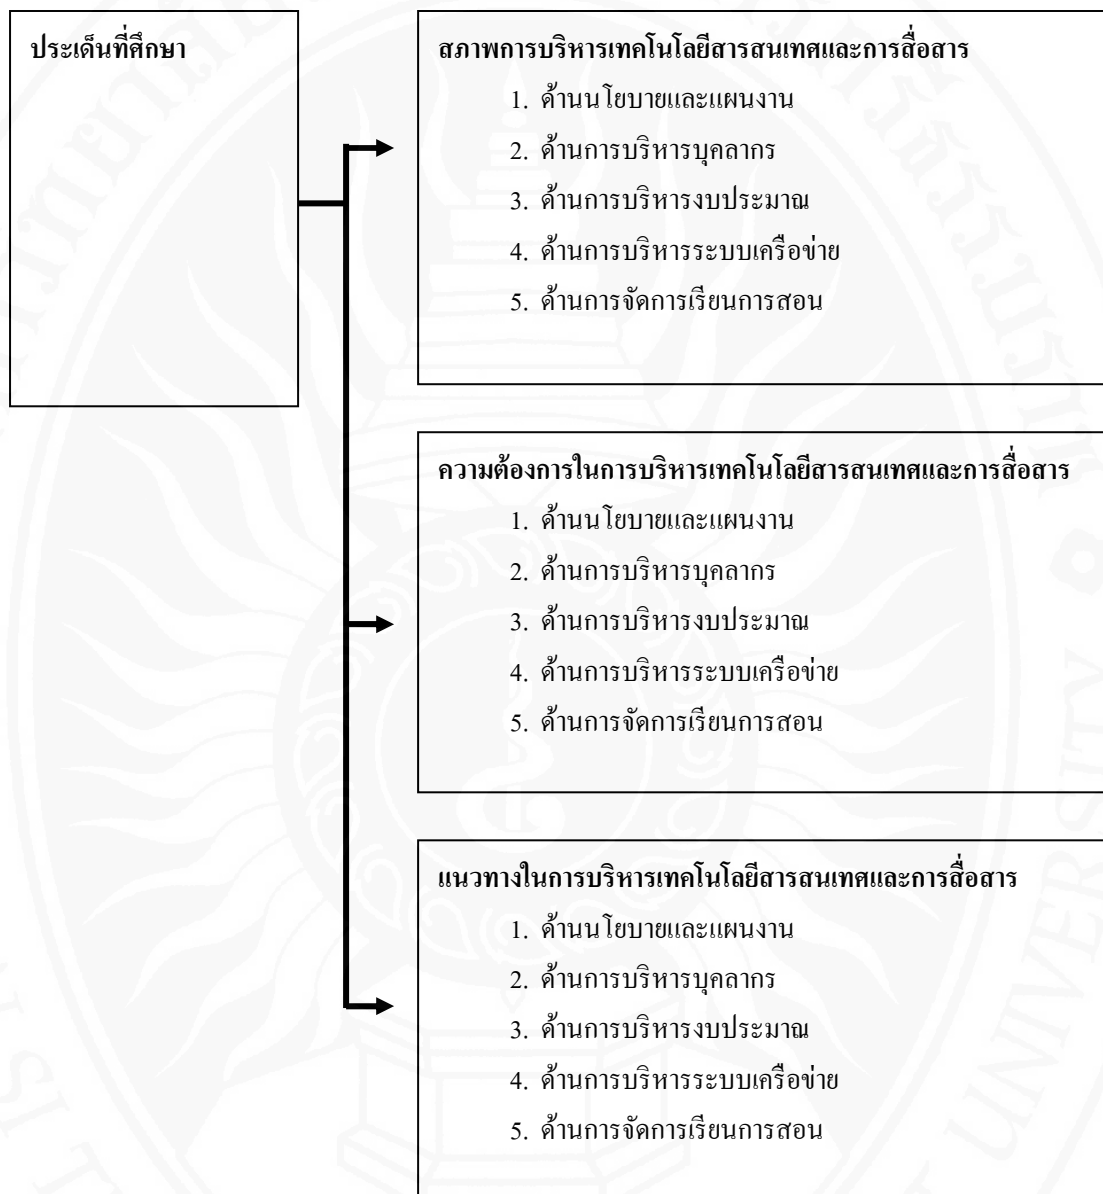 ประเด็นที่ศึกษา
สภาพการบริหารเทคโนโลยีสารสนเทศและการสื่อสาร
1. ด้านนโยบายและแผนงาน
2. ด้านการบริหารบุคลากร
3. ด้านการบริหารงบประมาณ
4. ด้านการบริหารระบบเครือข่าย
5. ด้านการจัดการเรียนการสอน
ความต้องการในการบริหารเทคโนโลยีสารสนเทศและการสื่อสาร
1. ด้านนโยบายและแผนงาน
2. ด้านการบริหารบุคลากร
3. ด้านการบริหารงบประมาณ
4. ด้านการบริหารระบบเครือข่าย
5. ด้านการจัดการเรียนการสอน
แนวทางในการบริหารเทคโนโลยีสารสนเทศและการสื่อสาร
1. ด้านนโยบายและแผนงาน
2. ด้านการบริหารบุคลากร
3. ด้านการบริหารงบประมาณ
4. ด้านการบริหารระบบเครือข่าย
5. ด้านการจัดการเรียนการสอน
UNIVERSITY